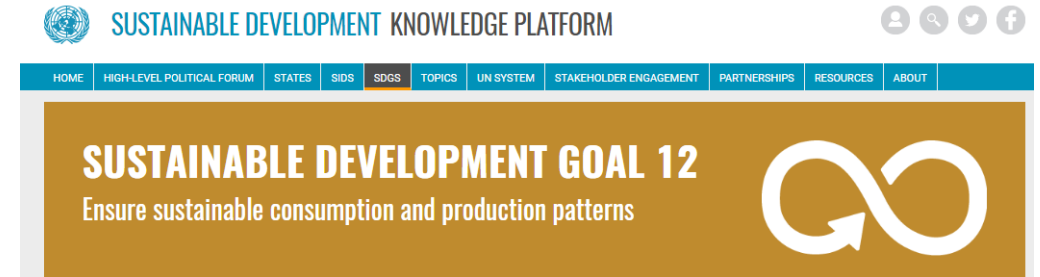 SUSTAINABLE DEVELOPMENT KNOWLEDGE PLATFORM
HOME HIGH-LEVEL POLITICAL FORUM STATES SIDS SDGS TOPICS UN SYSTEM STAKEHOLDER ENGAGEMENT PARTNERSHIPS RESOURCES ABOUT
SUSTAINABLE DEVELOPMENT GOAL 12
Ensure sustainable consumption and production patterns